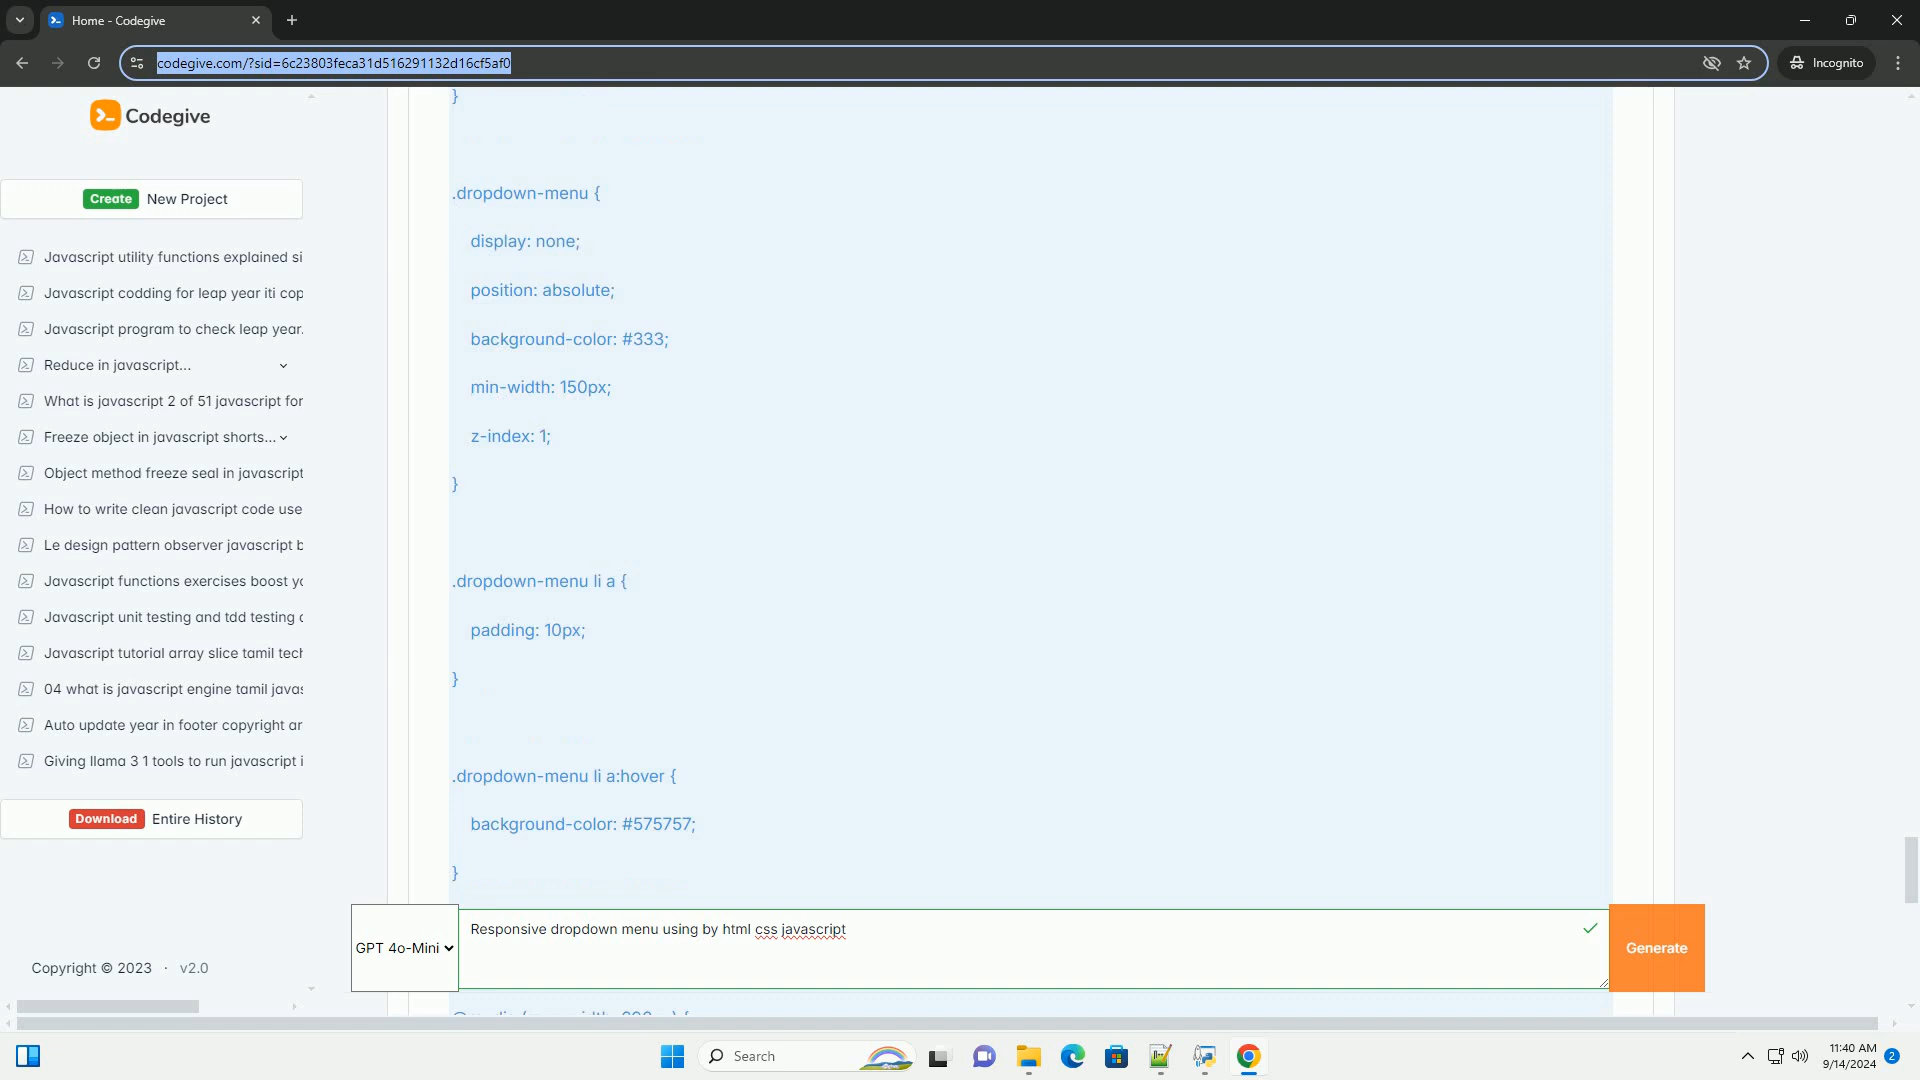 Home - Codegive
codegive.com/?sid=6c23803feca31d516291132d16cf5af0
Incognito
Codegive
Create New Project
Javascript utility functions explained si
Javascript codding for leap year iti cop
Javascript program to check leap year.
Reduce in javascript...
What is javascript 2 of 51 javascript for
Freeze object in javascript shorts...
Object method freeze seal in javascript
How to write clean javascript code use
Le design pattern observer javascript b
Javascript functions exercises boost yo
Javascript unit testing and tdd testing
Javascript tutorial array slice tamil tech
04 what is javascript engine tamil javas
Auto update year in footer copyright ar
Giving llama 3 1 tools to run javascript i
Download Entire History
Copyright © 2023 · v2.0
}
.dropdown-menu {
display: none;
position: absolute;
background-color: #333;
min-width: 150px;
z-index: 1;
}
.dropdown-menu li a {
padding: 10px;
}
.dropdown-menu li a:hover {
background-color: #575757;
}
GPT 4o-Mini
Responsive dropdown menu using by html css javascript
Generate
Search
11:40 AM
9/14/2024
2